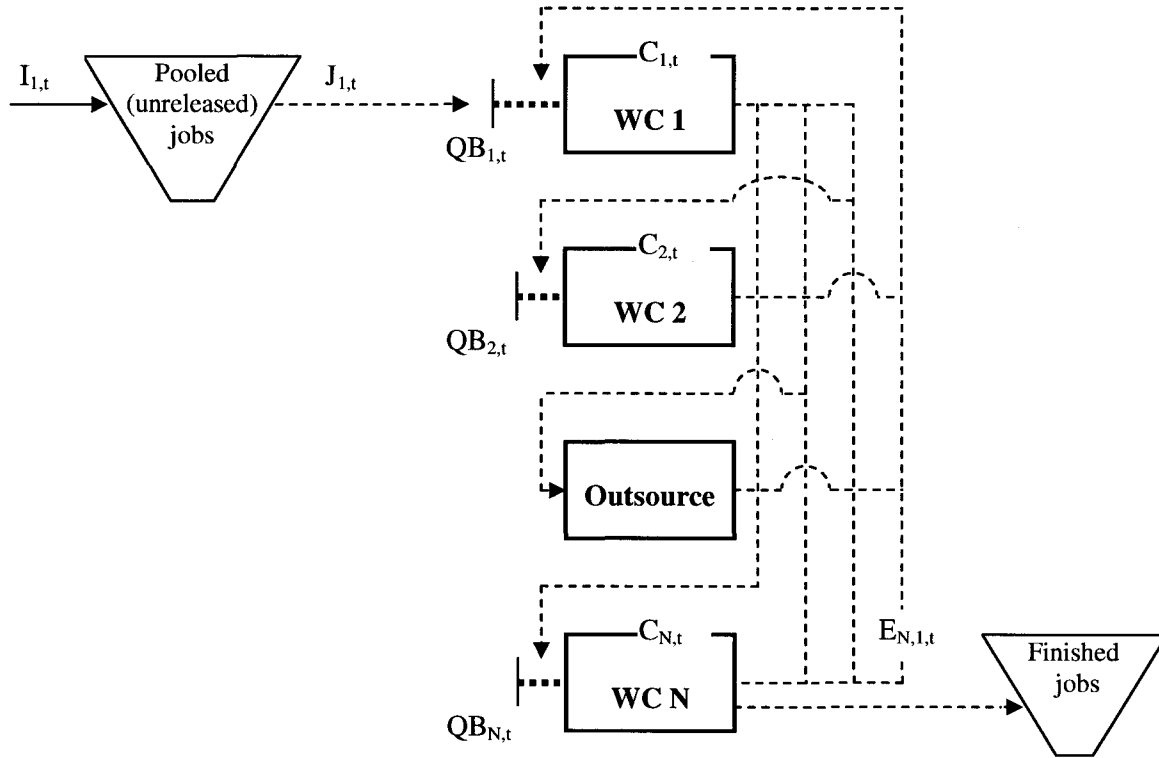 I1,t
Pooled
(unreleased)
jobs
J1,t
C1,t
WC 1
QB1,t
C2,t
WC 2
QB2,t
Outsource
CN,t
WC N
QBN,t
EN,1,t
Finished
jobs